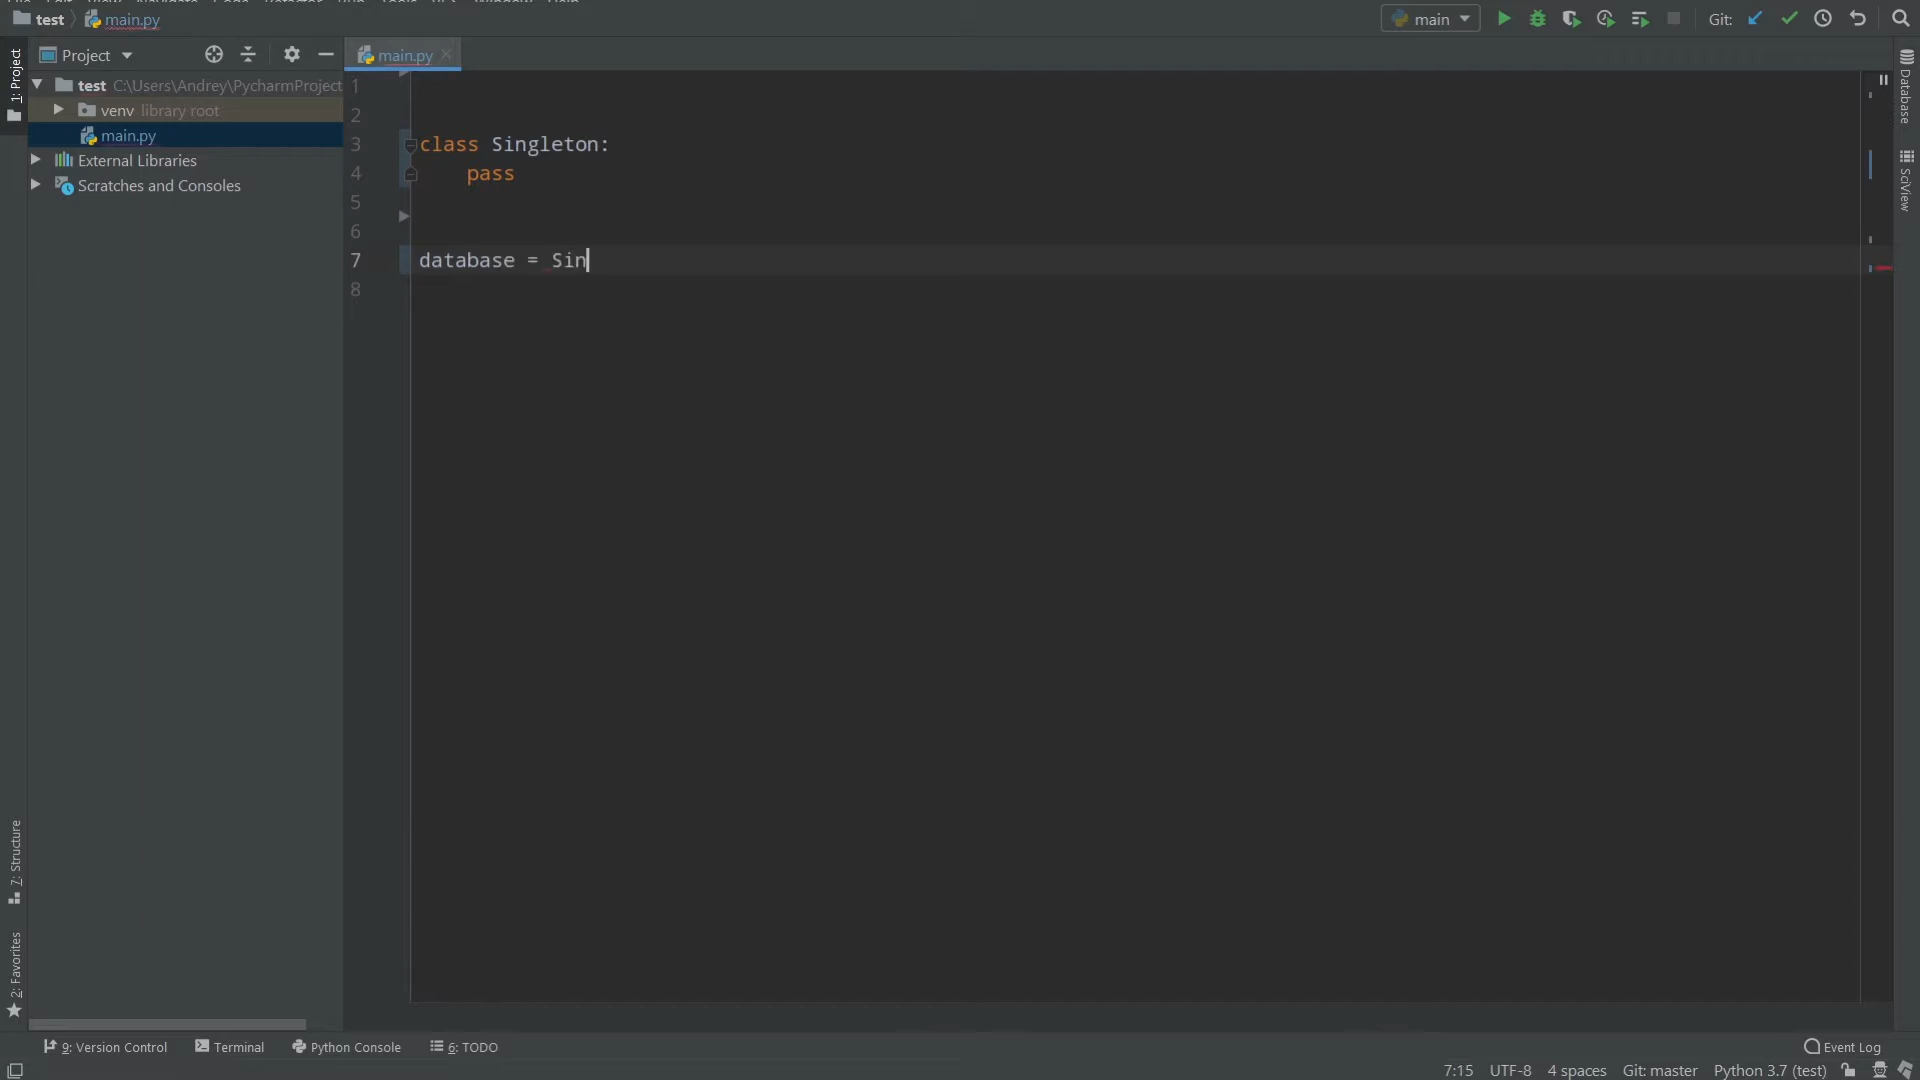 test main.py
main
Git:
1: Project
Project
main.py
test C:\Users\Andrey\PycharmProject
venv library root
main.py
External Libraries
Scratches and Consoles
1
2
3 class Singleton:
4 pass
5
6
7 database = Sin
8
Database
SciView
7: Structure
2: Favorites
9: Version Control
Terminal
Python Console
6: TODO
Event Log
7:15 UTF-8 4 spaces Git: master Python 3.7 (test)